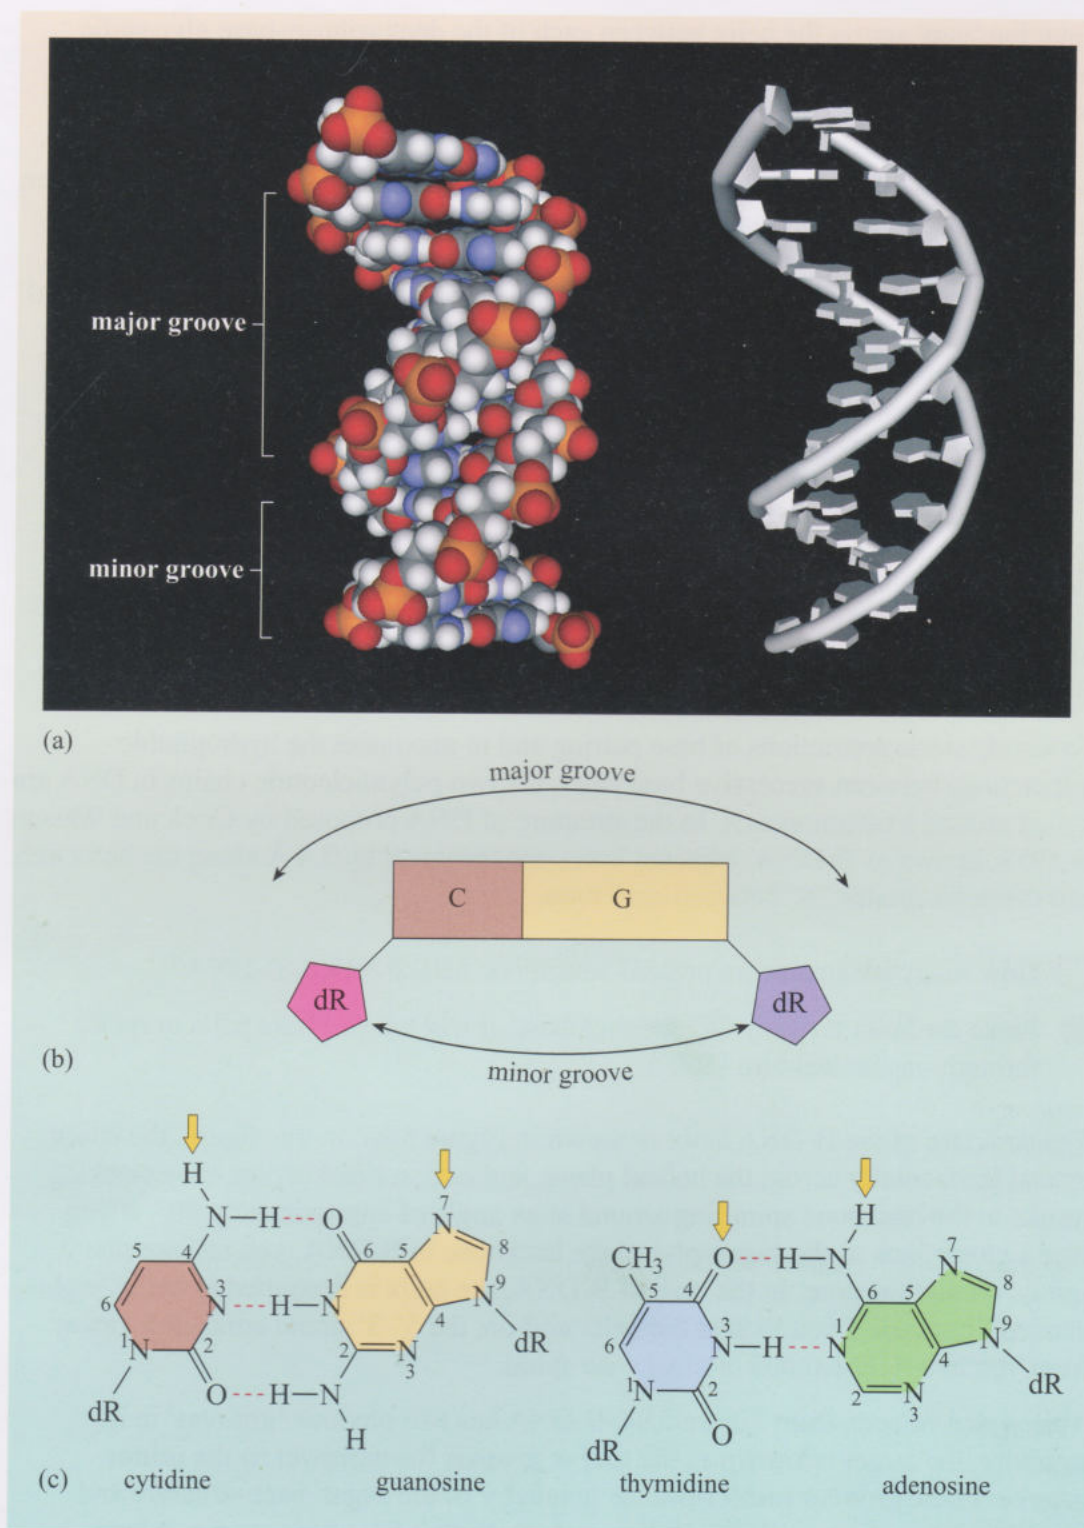 major groove
minor groove
(a)
major groove
C G
dR dR
minor groove
(b)
H
N–H O
N 7
5 4 6 5 8
6 3 N H–N 1 N 9
1 N 2 2 N 3 4
dR O H–N dR
H
cytidine guanosine
CH₃ O H–N H
N 7
5 4 6 5 8
6 3 N–H N 1 N 9
1 N 2 2 N 3 4
dR O dR
thymidine adenosine
(c)